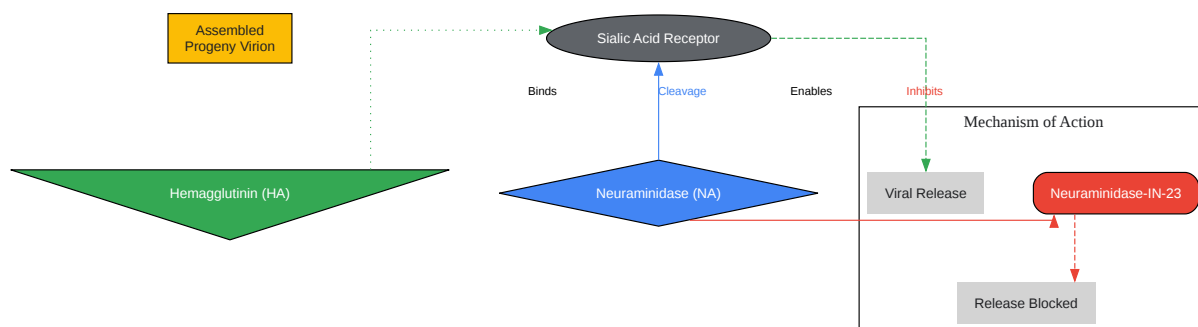 Assembled
Progeny Virion
Sialic Acid Receptor
Binds
Cleavage
Enables
Inhibits
Mechanism of Action
Hemagglutinin (HA)
Neuraminidase (NA)
Viral Release
Neuraminidase-IN-23
Release Blocked